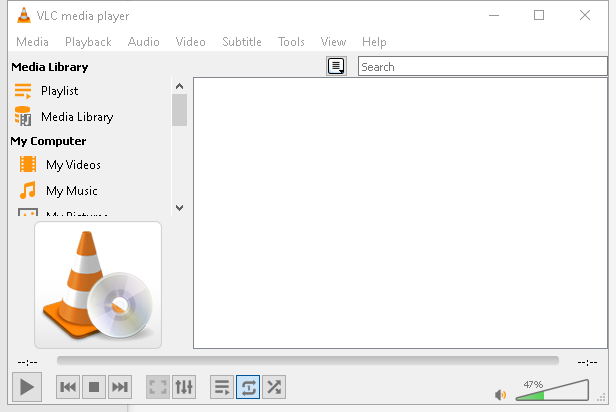 VLC media player
Media Playback Audio Video Subtitle Tools View Help
Media Library
Search
Playlist
Media Library
My Computer
My Videos
My Music
My Pictures
--:--
--:--
47%